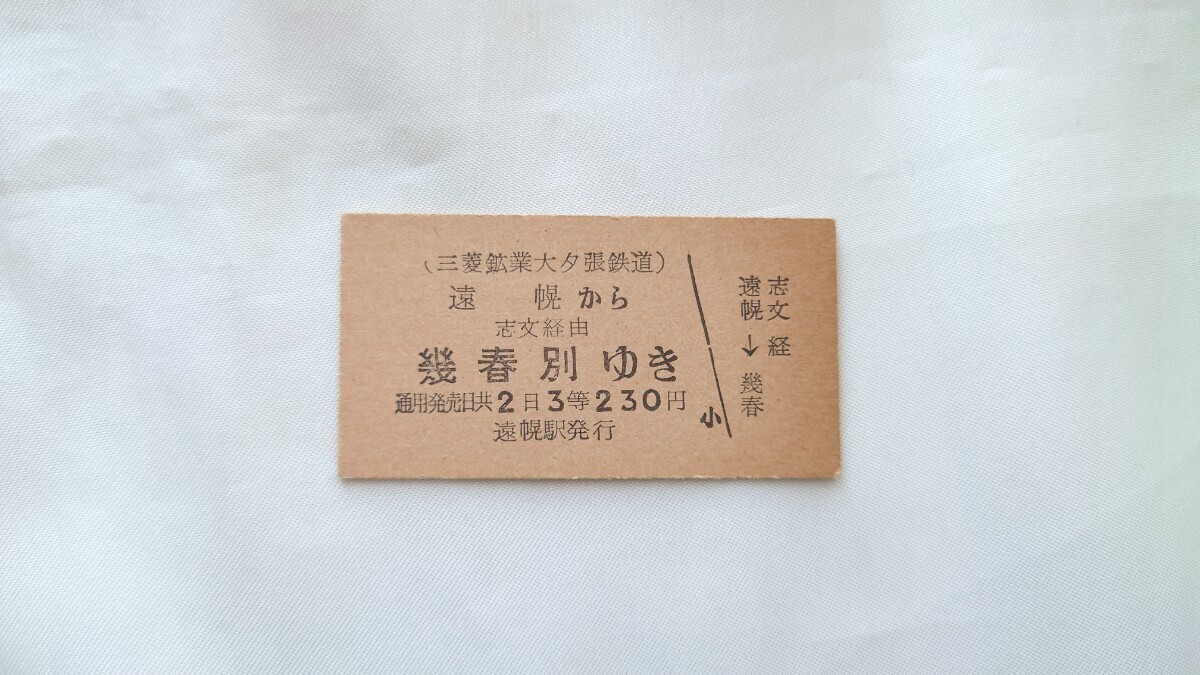 （三菱鉱業大夕張鉄道）
遠幌から
志文経由
幾春別ゆき
通用発売日共2日3等230円
遠幌駅発行
小
志文経
遠幌→幾春